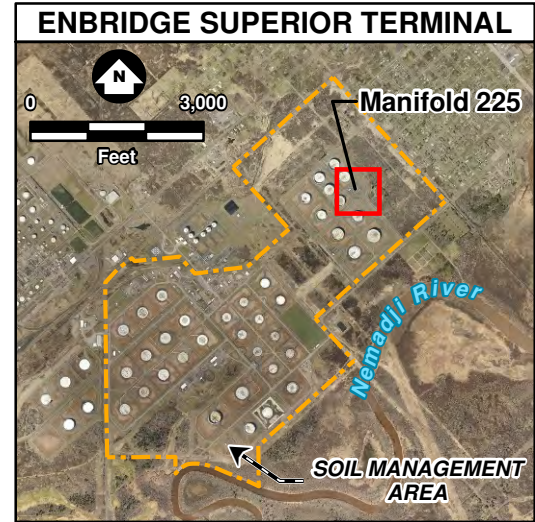 ENBRIDGE SUPERIOR TERMINAL
N
0 3,000
Feet
Manifold 225
Nemadji River
SOIL MANAGEMENT
AREA